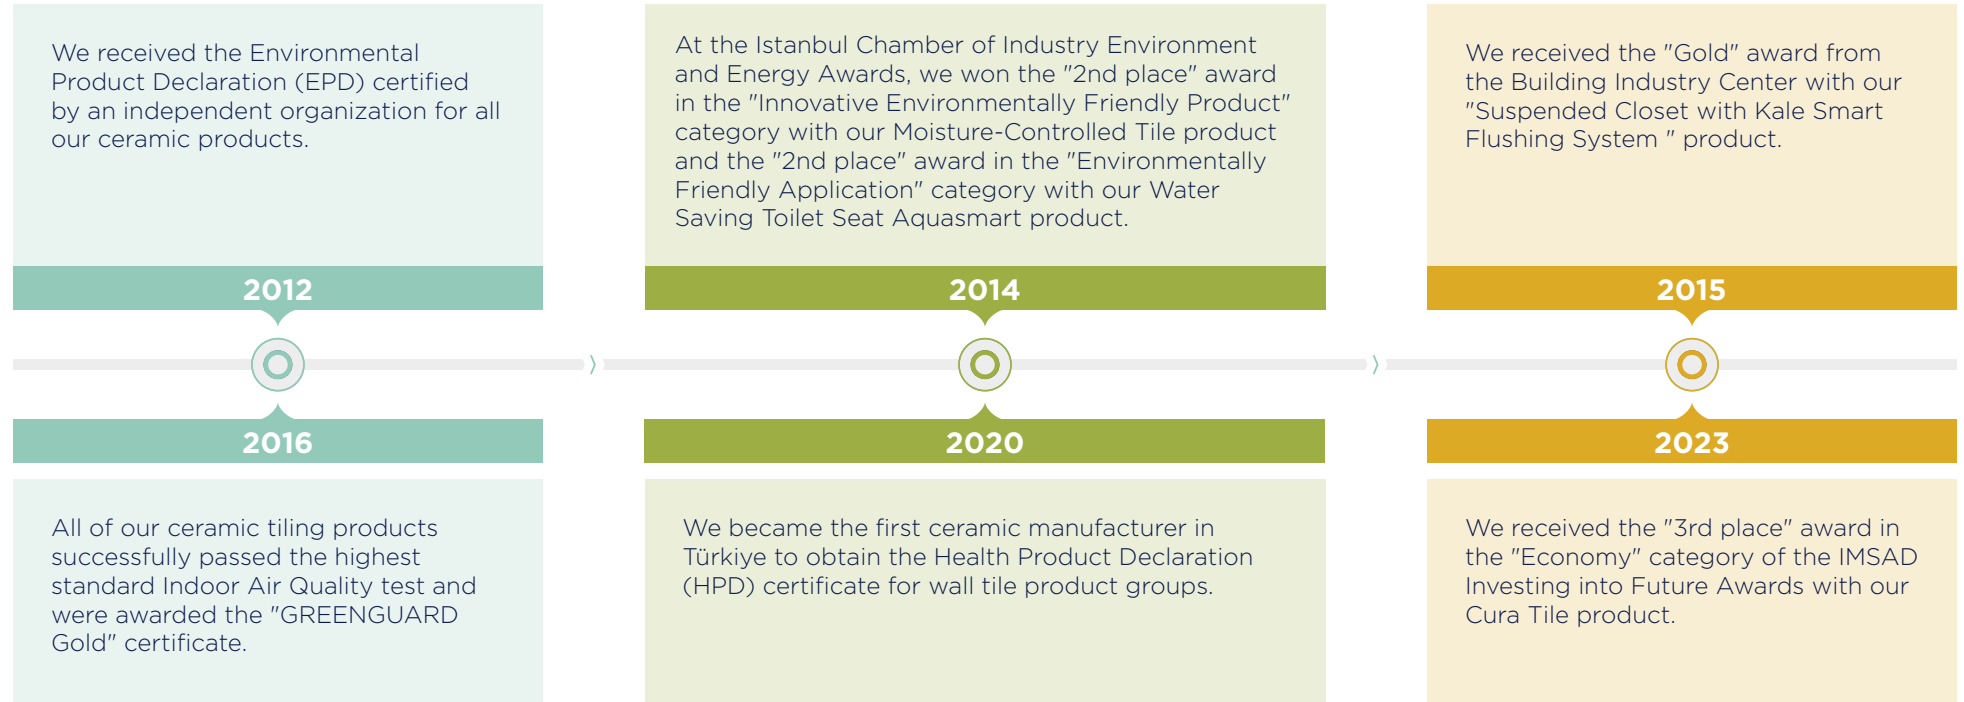 We received the Environmental
Product Declaration (EPD) certified
by an independent organization for all
our ceramic products.
2012
At the Istanbul Chamber of Industry Environment
and Energy Awards, we won the "2nd place" award
in the "Innovative Environmentally Friendly Product"
category with our Moisture-Controlled Tile product
and the "2nd place" award in the "Environmentally
Friendly Application" category with our Water
Saving Toilet Seat Aquasmart product.
2014
We received the "Gold" award from
the Building Industry Center with our
"Suspended Closet with Kale Smart
Flushing System " product.
2015
2016
All of our ceramic tiling products
successfully passed the highest
standard Indoor Air Quality test and
were awarded the "GREENGUARD
Gold" certificate.
2020
We became the first ceramic manufacturer in
Türkiye to obtain the Health Product Declaration
(HPD) certificate for wall tile product groups.
2023
We received the "3rd place" award in
the "Economy" category of the IMSAD
Investing into Future Awards with our
Cura Tile product.